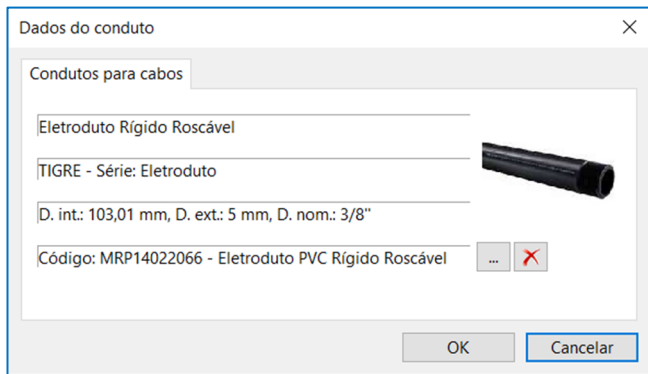 Dados do conduto
Condutos para cabos
Eletroduto Rígido Roscável
TIGRE - Série: Eletroduto
D. int.: 103,01 mm, D. ext.: 5 mm, D. nom.: 3/8"
Código: MRP14022066 - Eletroduto PVC Rígido Roscável
...
OK
Cancelar